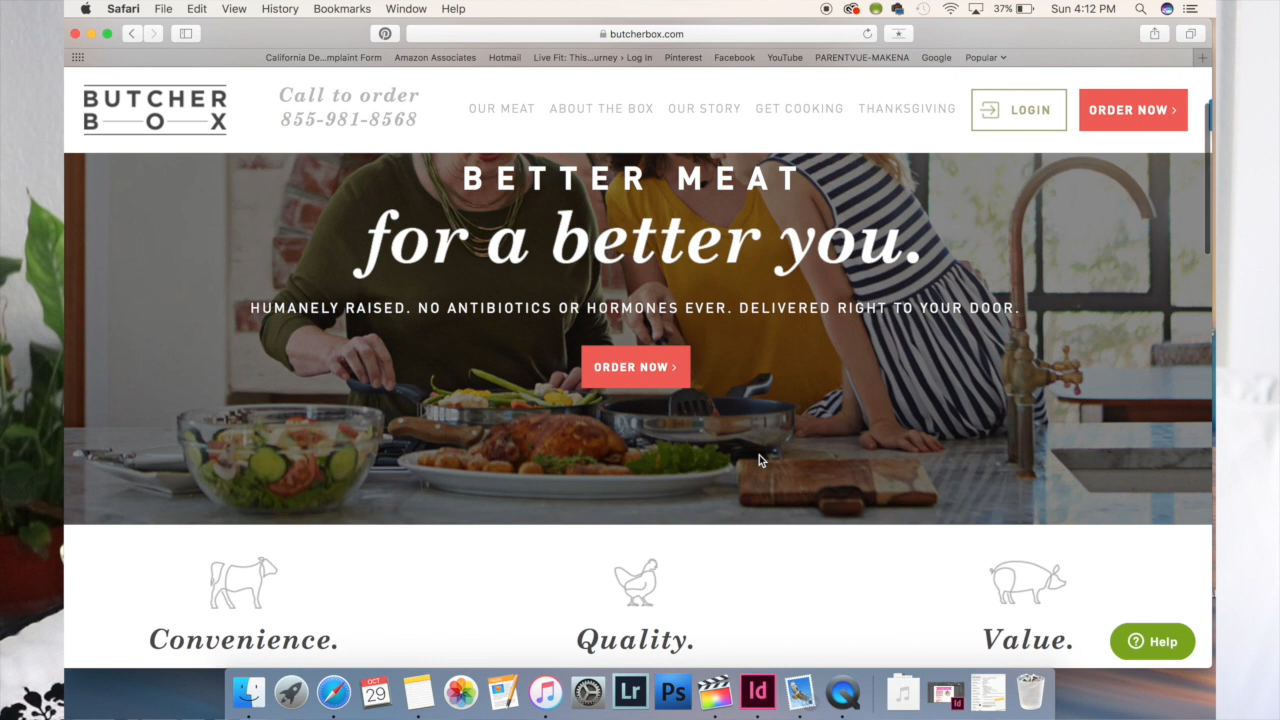 Safari File Edit View History Bookmarks Window Help 37% Sun 4:12 PM
butcherbox.com
California De...mplaint Form Amazon Associates Hotmail Live Fit: This...urney › Log In Pinterest Facebook YouTube PARENTVUE-MAKENA Google Popular
BUTCHER
BOX
Call to order
855-981-8568
OUR MEAT ABOUT THE BOX OUR STORY GET COOKING THANKSGIVING LOGIN ORDER NOW ›
BETTER MEAT
for a better you.
HUMANELY RAISED. NO ANTIBIOTICS OR HORMONES EVER. DELIVERED RIGHT TO YOUR DOOR.
ORDER NOW ›
Convenience. Quality. Value.
? Help
OCT
29
Lr Ps Id
Id